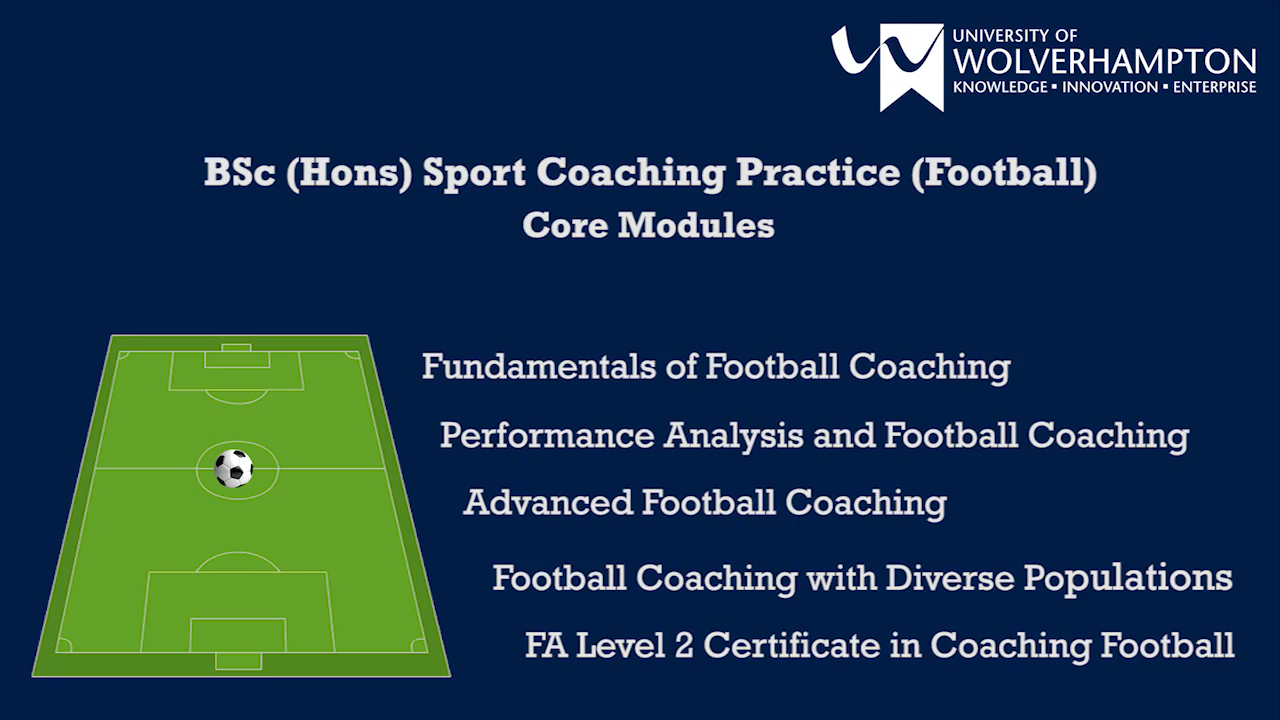 UNIVERSITY OF
WOLVERHAMPTON
KNOWLEDGE ▪ INNOVATION ▪ ENTERPRISE
BSc (Hons) Sport Coaching Practice (Football)
Core Modules
Fundamentals of Football Coaching
Performance Analysis and Football Coaching
Advanced Football Coaching
Football Coaching with Diverse Populations
FA Level 2 Certificate in Coaching Football